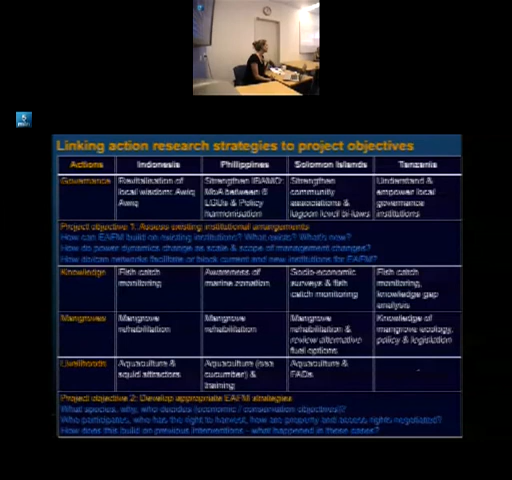 Linking action research strategies to project objectives
Actions Indonesia Philippines Solomon Islands Tanzania
Governance
Revitalisation of
local wisdom: Awig
Awig
Strengthen IBAMO:
MoA between 6
LGUs & Policy
harmonisation
Strengthen
community
associations &
lagoon level bi-laws
Understand &
empower local
governance
institutions
Project objective 1: Assess existing institutional arrangements
How can EAFM build on existing institutions? What exists? What's new?
How do power dynamics change as scale & scope of management changes?
How do/can networks facilitate or block current and new institutions for EAFM?
Knowledge
Fish catch
monitoring
Awareness of
marine zonation
Socio-economic
surveys & fish
catch monitoring
Fish catch
monitoring,
knowledge gap
analysis
Mangroves
Mangrove
rehabilitation
Mangrove
rehabilitation
Mangrove
rehabilitation &
review alternative
fuel options
Knowledge of
mangrove ecology,
policy & legislation
Livelihoods
Aquaculture &
squid attractors
Aquaculture (sea
cucumber) &
training
Aquaculture &
FADs
-
Project objective 2: Develop appropriate EAFM strategies
What species, why, who decides (economic / conservation objectives)?
Who participates, who has the right to harvest, how are property and access rights negotiated?
How does this build on previous interventions - what happened in those cases?